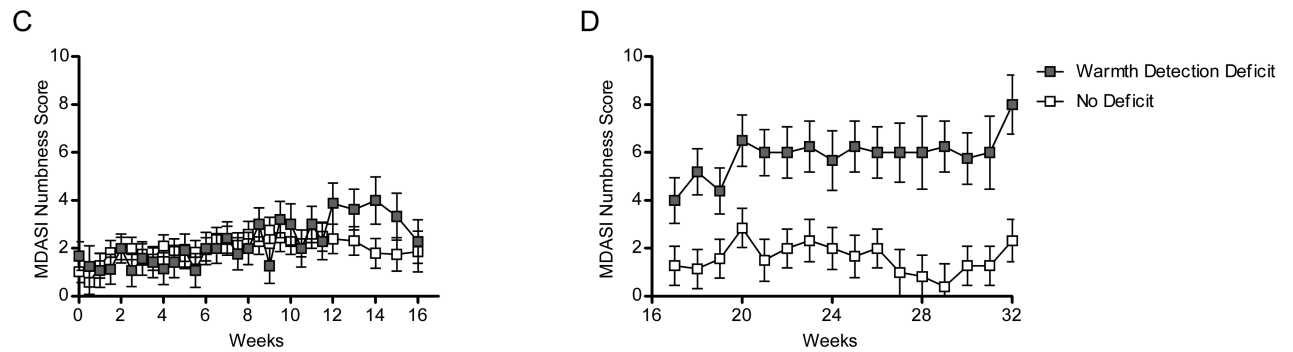 C
MDASI Numbness Score
10
8
6
4
2
0
0 2 4 6 8 10 12 14 16
Weeks
D
MDASI Numbness Score
10
8
6
4
2
0
16 20 24 28 32
Weeks
Warmth Detection Deficit
No Deficit